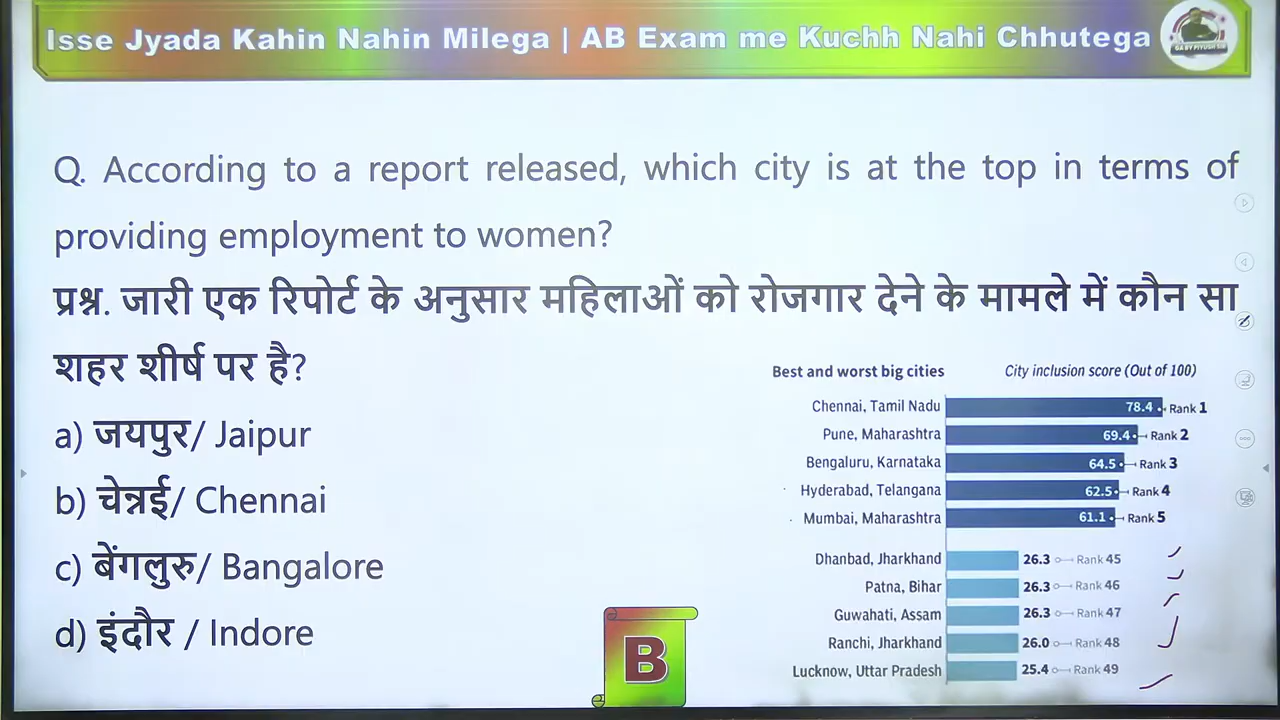 Isse Jyada Kahin Nahin Milega | AB Exam me Kuchh Nahi Chhutega
GA BY PIYUSH SIR
Q. According to a report released, which city is at the top in terms of
providing employment to women?
प्रश्न. जारी एक रिपोर्ट के अनुसार महिलाओं को रोजगार देने के मामले में कौन सा
शहर शीर्ष पर है?
a) जयपुर/ Jaipur
b) चेन्नई/ Chennai
c) बेंगलुरु/ Bangalore
d) इंदौर / Indore
B
Best and worst big cities City inclusion score (Out of 100)
Chennai, Tamil Nadu 78.4 Rank 1
Pune, Maharashtra 69.4 Rank 2
Bengaluru, Karnataka 64.5 Rank 3
Hyderabad, Telangana 62.5 Rank 4
Mumbai, Maharashtra 61.1 Rank 5
Dhanbad, Jharkhand 26.3 Rank 45
Patna, Bihar 26.3 Rank 46
Guwahati, Assam 26.3 Rank 47
Ranchi, Jharkhand 26.0 Rank 48
Lucknow, Uttar Pradesh 25.4 Rank 49